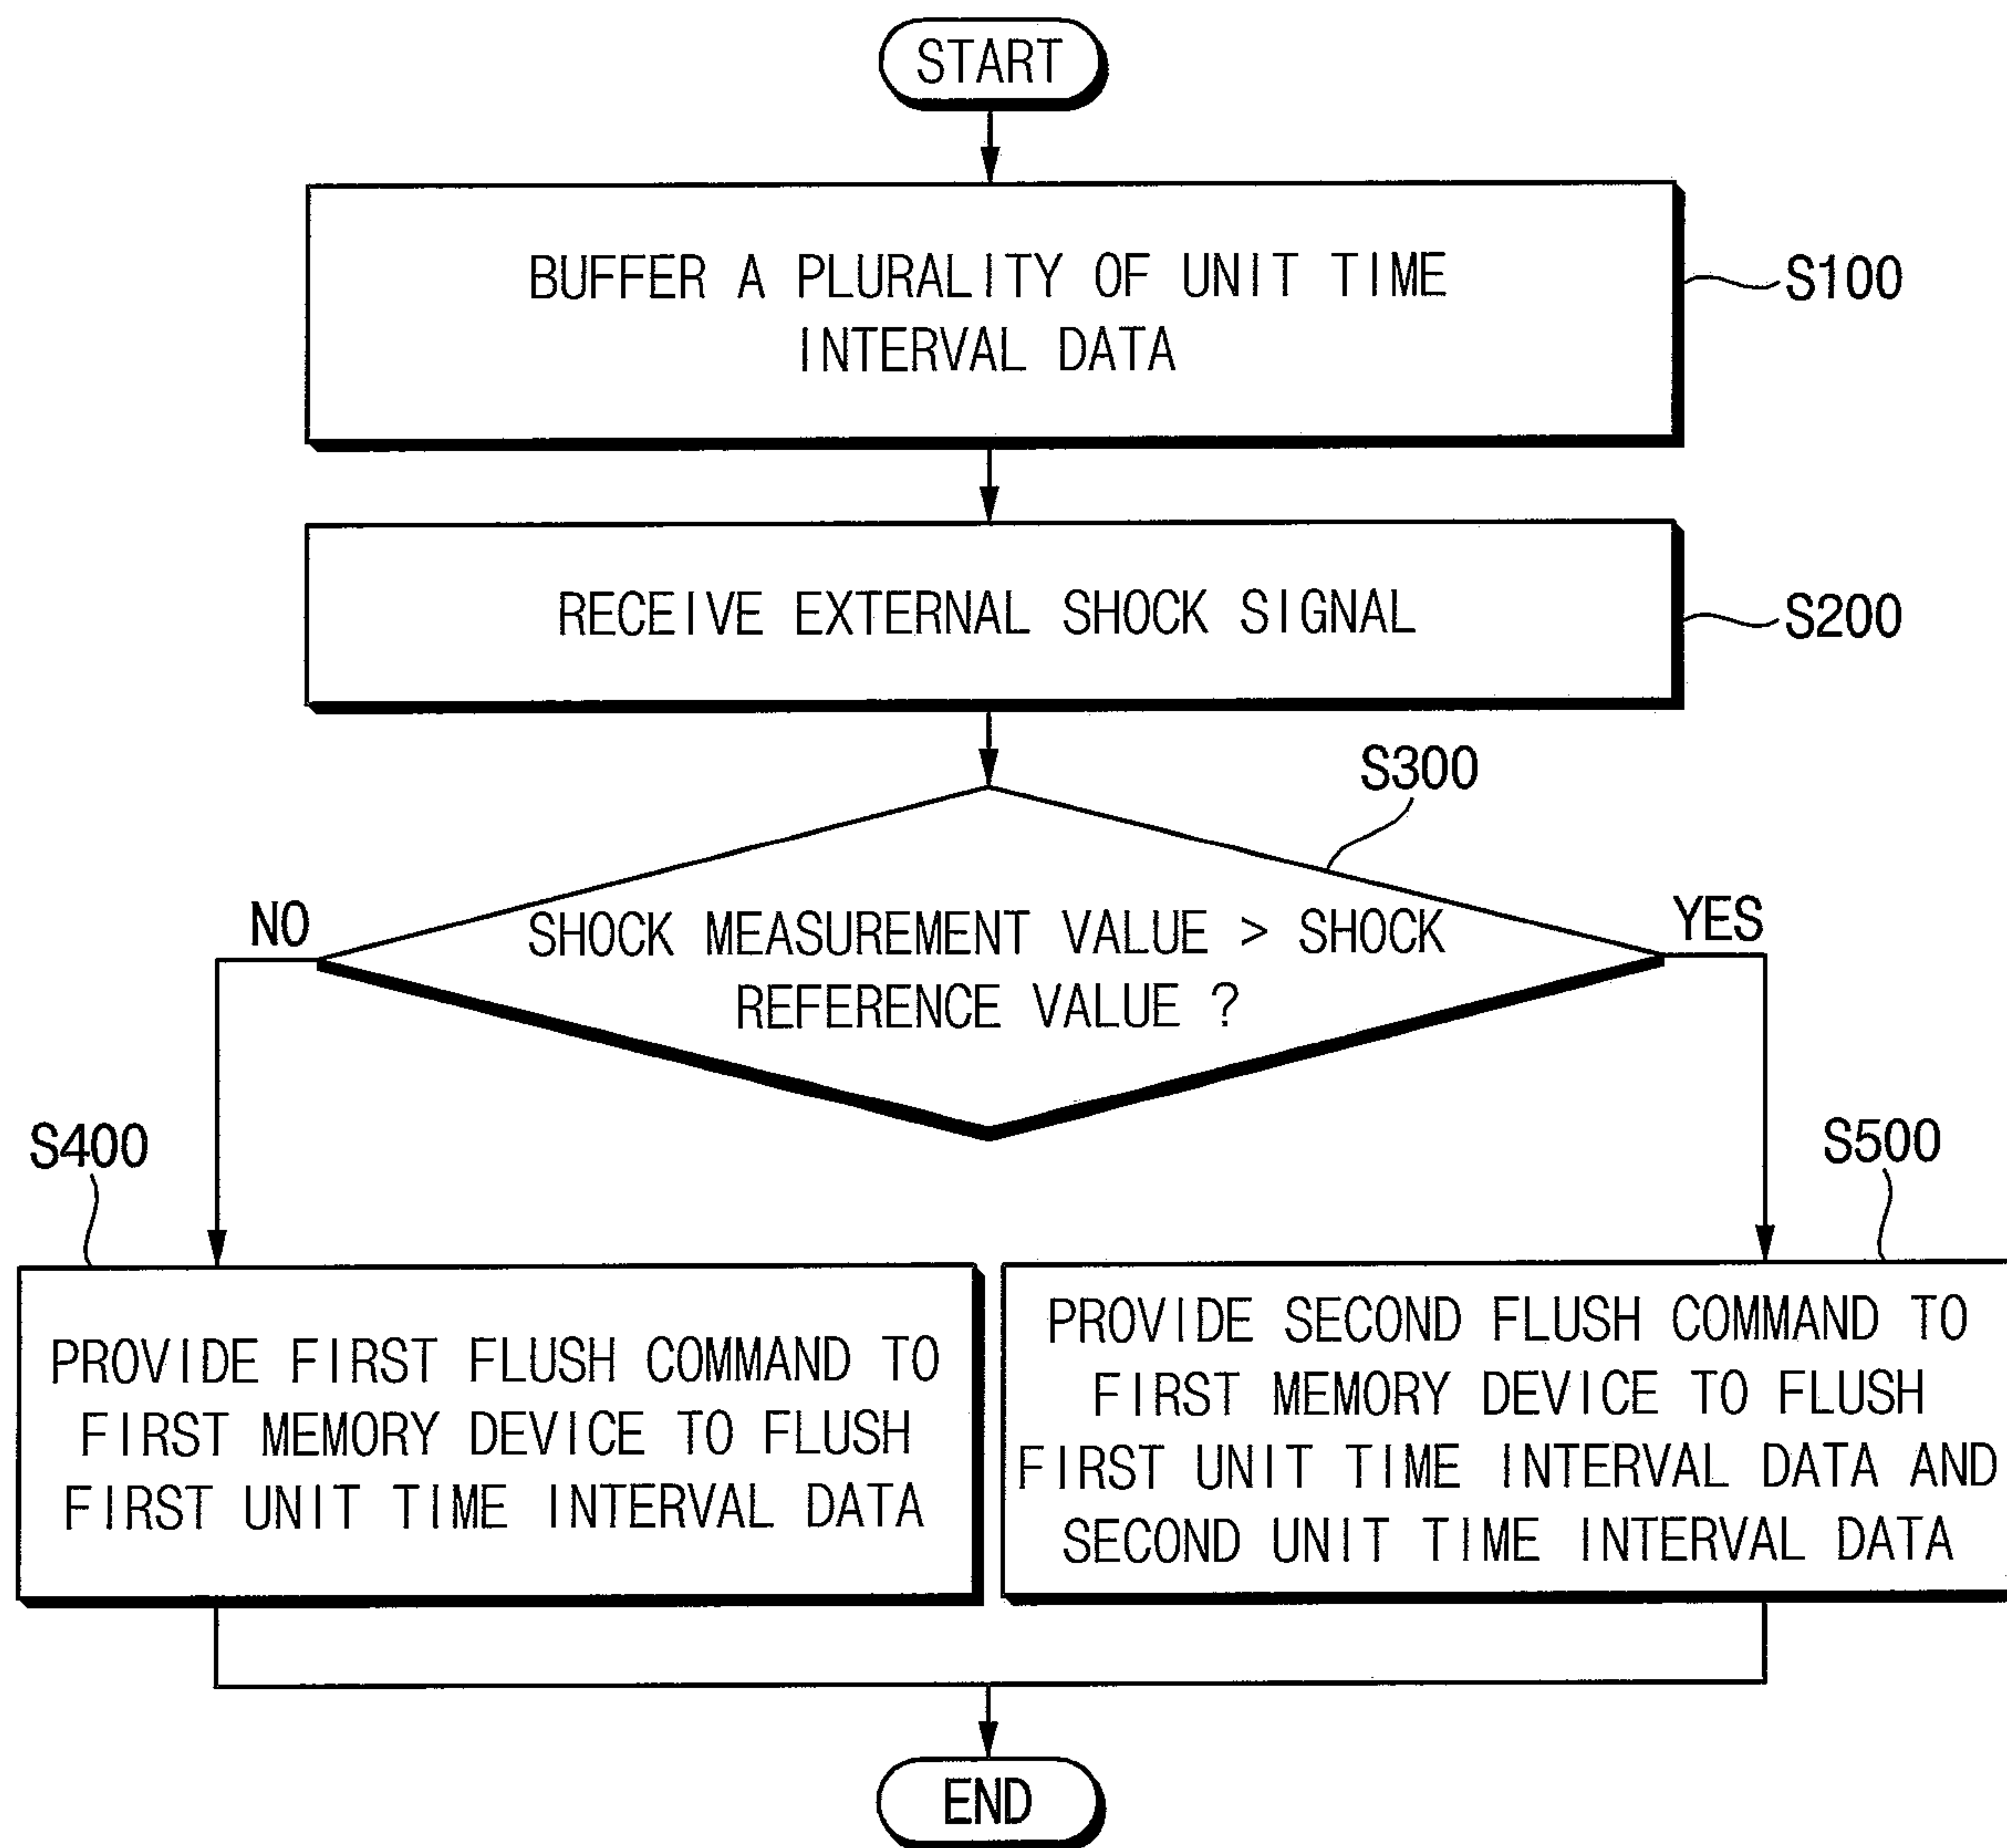 START
BUFFER A PLURALITY OF UNIT TIME
INTERVAL DATA
S100
RECEIVE EXTERNAL SHOCK SIGNAL
S200
S300
NO
SHOCK MEASUREMENT VALUE > SHOCK
REFERENCE VALUE ?
YES
S400
PROVIDE FIRST FLUSH COMMAND TO
FIRST MEMORY DEVICE TO FLUSH
FIRST UNIT TIME INTERVAL DATA
S500
PROVIDE SECOND FLUSH COMMAND TO
FIRST MEMORY DEVICE TO FLUSH
FIRST UNIT TIME INTERVAL DATA AND
SECOND UNIT TIME INTERVAL DATA
END